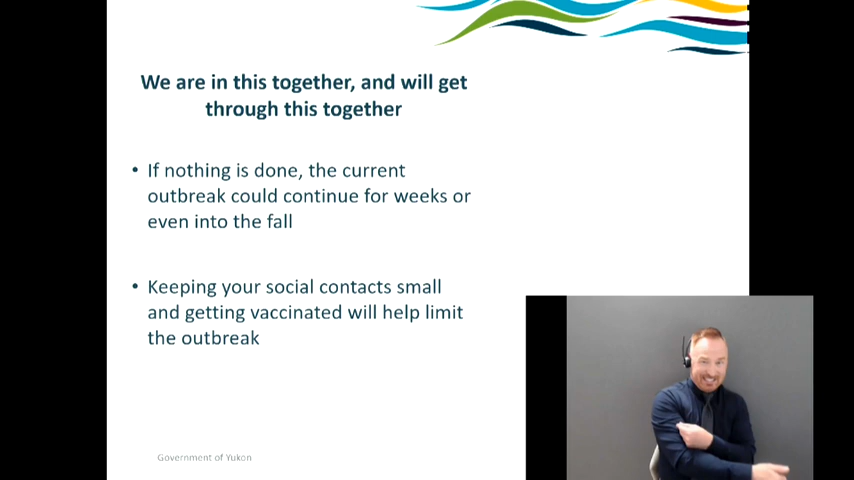 We are in this together, and will get
through this together
• If nothing is done, the current
outbreak could continue for weeks or
even into the fall
• Keeping your social contacts small
and getting vaccinated will help limit
the outbreak
Government of Yukon